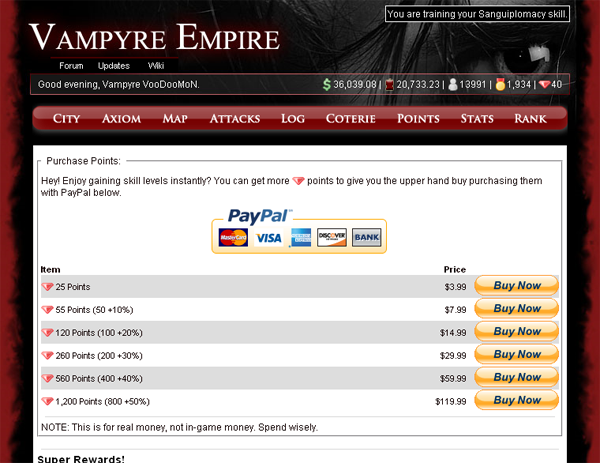 You are training your Sanguiplomacy skill.
VAMPYRE EMPIRE
Forum Updates Wiki
Good evening, Vampyre VooDooMoN.
$ 36,039.08 | 20,733.23 | 13991 | 1,934 | 40
CITY AXIOM MAP ATTACKS LOG COTERIE POINTS STATS RANK
Purchase Points:
Hey! Enjoy gaining skill levels instantly? You can get more points to give you the upper hand buy purchasing them
with PayPal below.
PayPal
MasterCard VISA AMERICAN EXPRESS DISCOVER BANK
Item Price
25 Points $3.99 Buy Now
55 Points (50 +10%) $7.99 Buy Now
120 Points (100 +20%) $14.99 Buy Now
260 Points (200 +30%) $29.99 Buy Now
560 Points (400 +40%) $59.99 Buy Now
1,200 Points (800 +50%) $119.99 Buy Now
NOTE: This is for real money, not in-game money. Spend wisely.
Super Rewards!